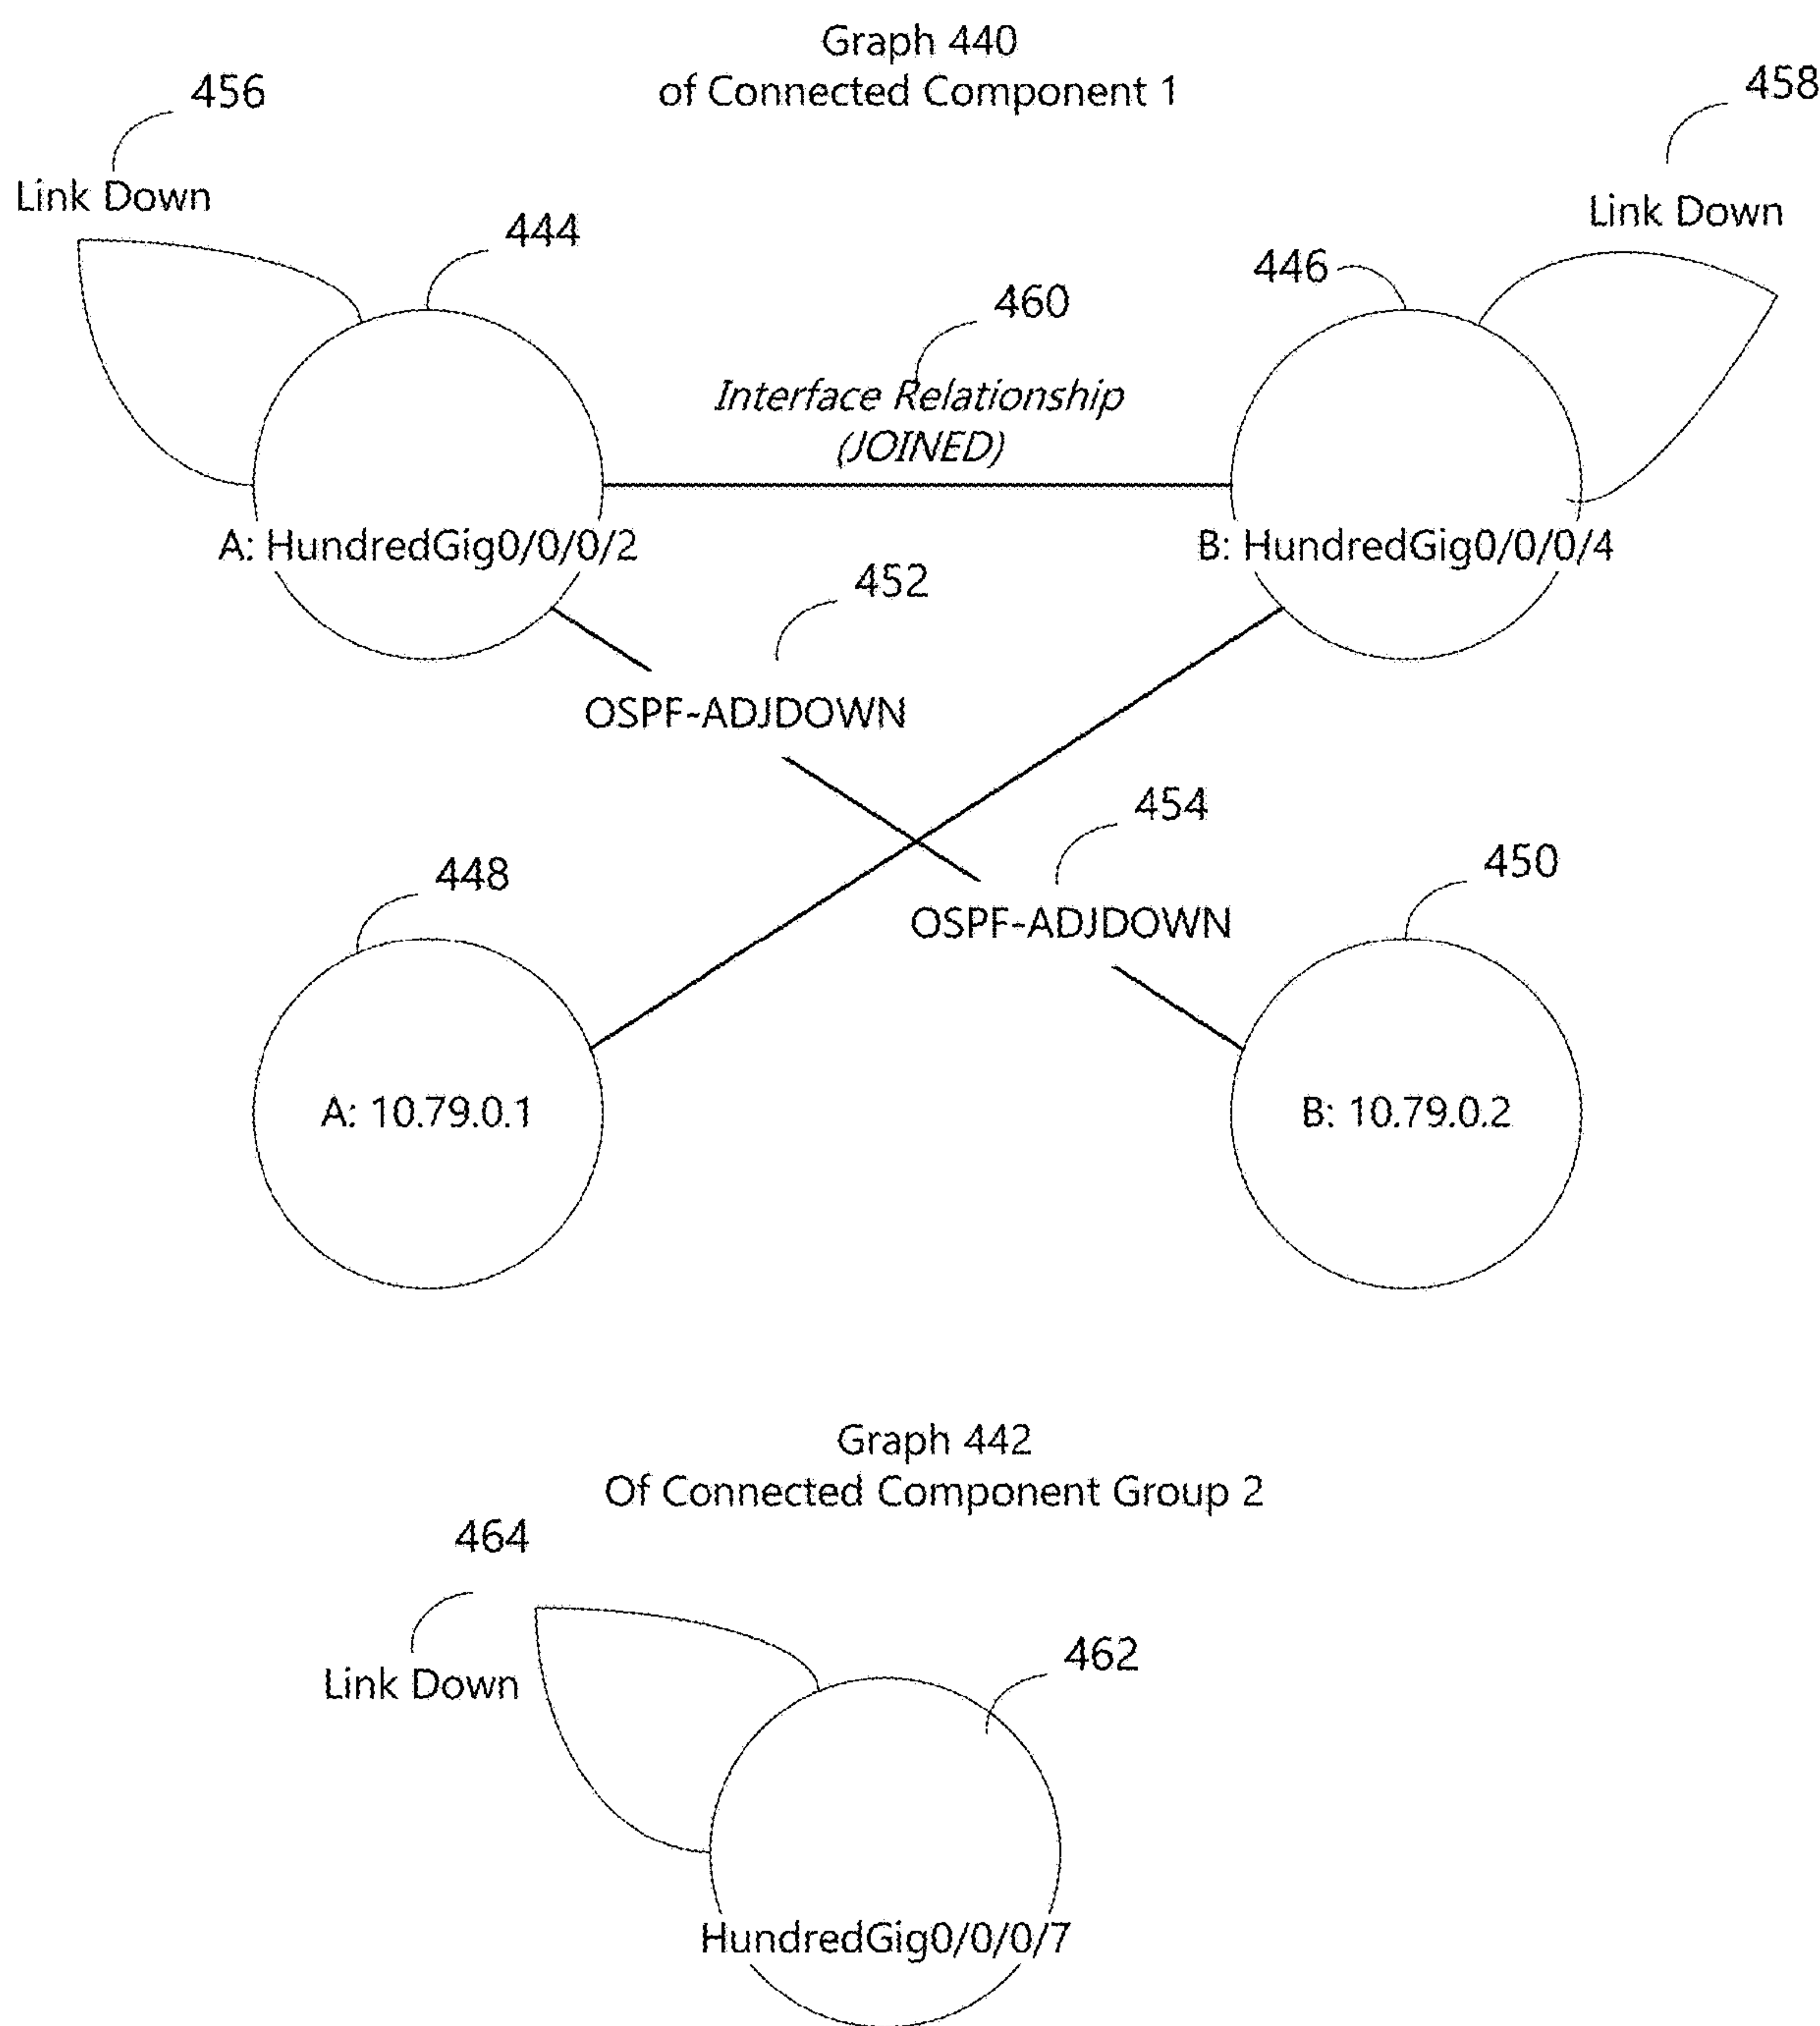 Graph 440
of Connected Component 1
456
458
Link Down
Link Down
444
446
460
Interface Relationship
(JOINED)
A: HundredGig0/0/0/2
B: HundredGig0/0/0/4
452
OSPF-ADJDOWN
454
448
450
OSPF-ADJDOWN
A: 10.79.0.1
B: 10.79.0.2
Graph 442
Of Connected Component Group 2
464
462
Link Down
HundredGig0/0/0/7